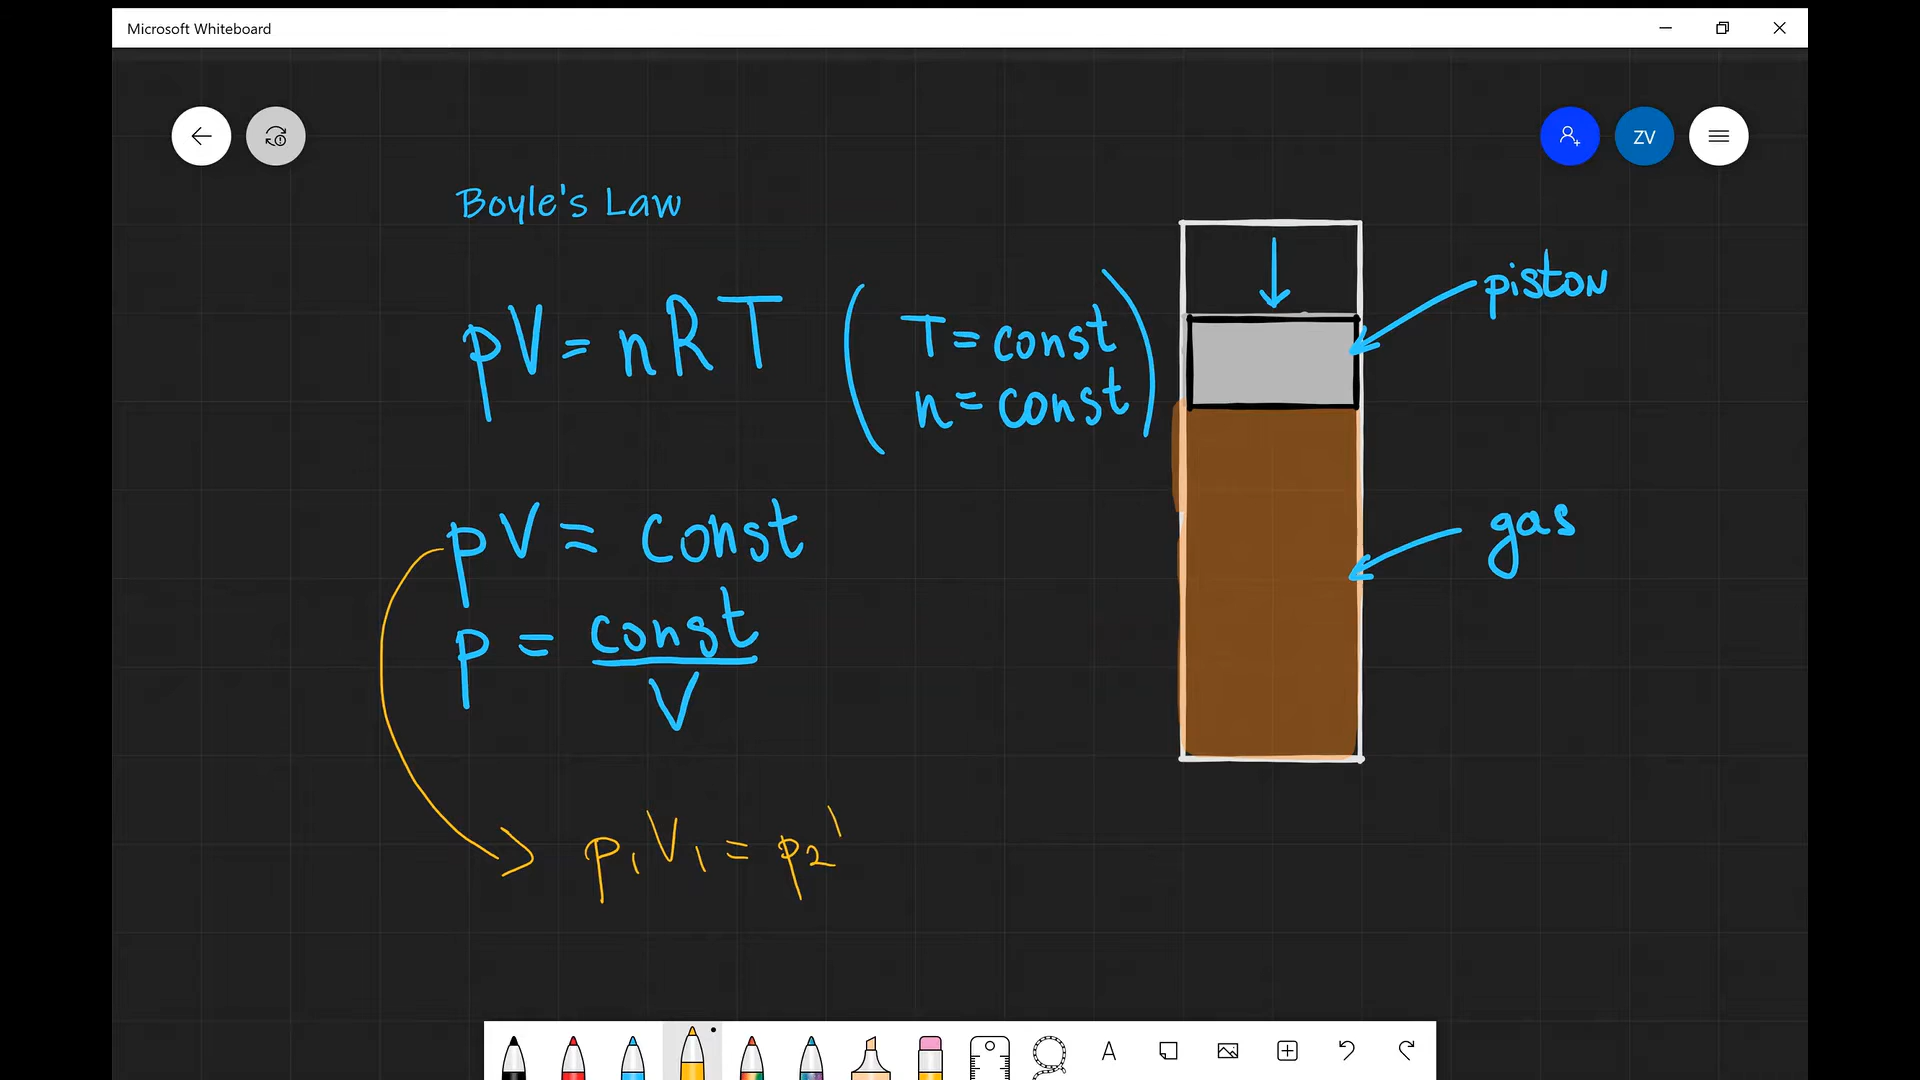 Microsoft Whiteboard
ZV
Boyle's Law
pV = nRT ( T = const
n = const )
piston
pV = const
gas
p = const
V
p₁V₁ = p₂
A